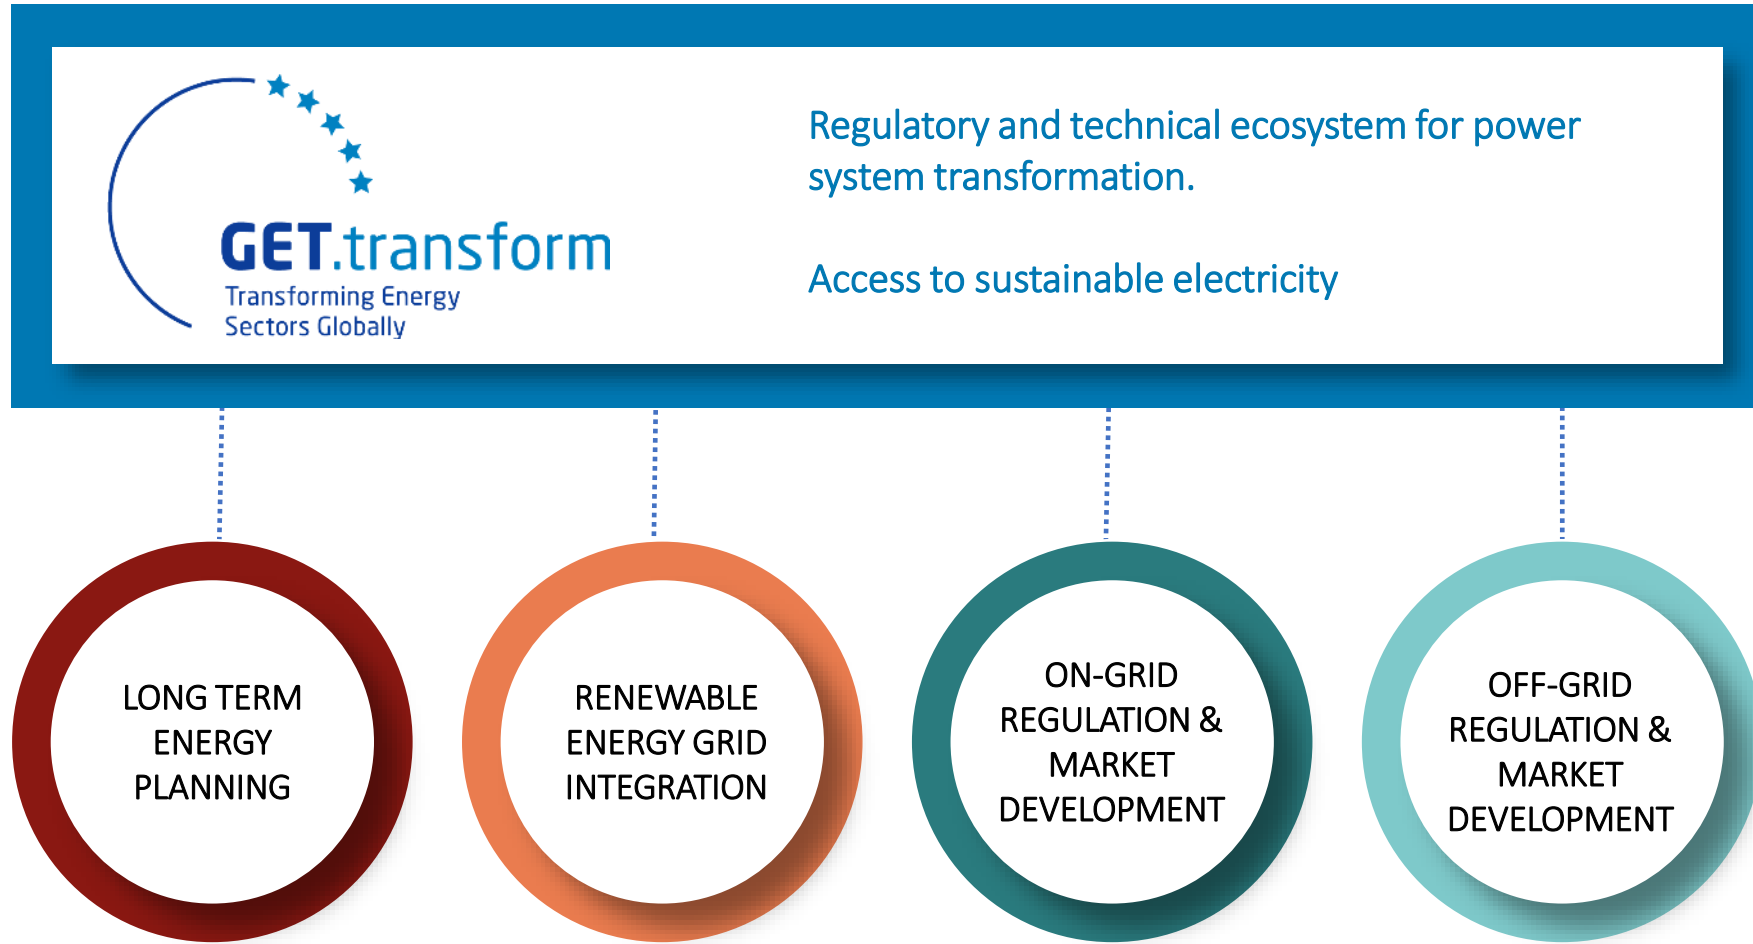 GET.transform
Transforming Energy
Sectors Globally
Regulatory and technical ecosystem for power
system transformation.
Access to sustainable electricity
LONG TERM
ENERGY
PLANNING
RENEWABLE
ENERGY GRID
INTEGRATION
ON-GRID
REGULATION &
MARKET
DEVELOPMENT
OFF-GRID
REGULATION &
MARKET
DEVELOPMENT